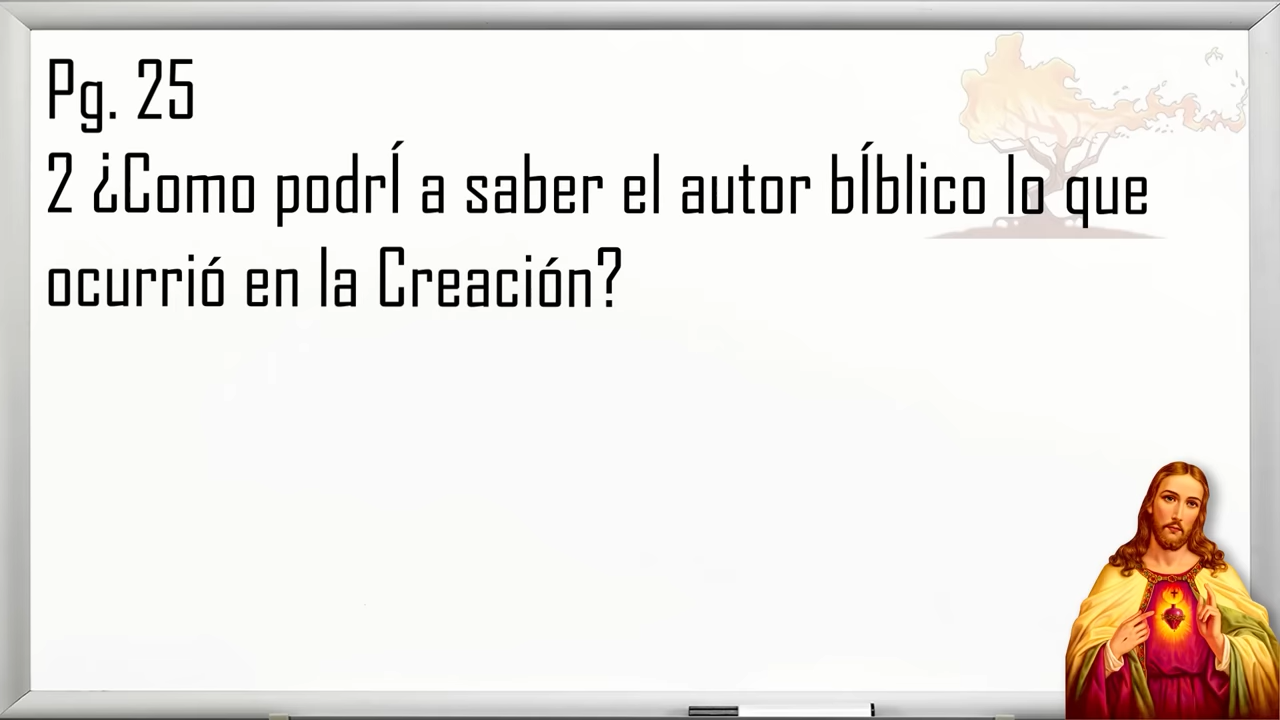 Pg. 25
2 ¿Como podrÍ a saber el autor bÍblico lo que
ocurrió en la Creación?